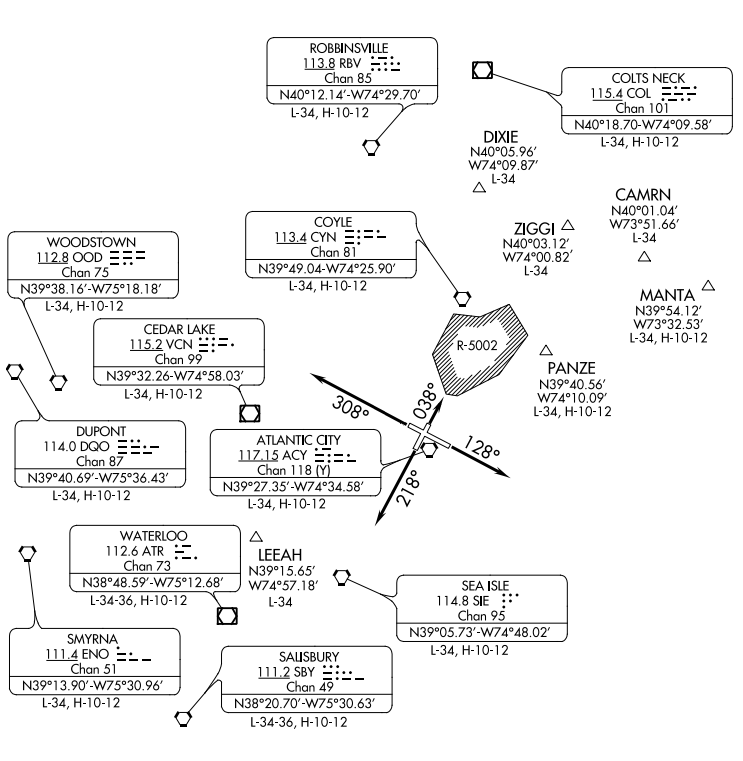 ROBBINSVILLE
113.8 RBV
Chan 85
N40°12.14′-W74°29.70′
L-34, H-10-12
COLTS NECK
115.4 COL
Chan 101
N40°18.70-W74°09.58′
L-34, H-10-12
DIXIE
N40°05.96′
W74°09.87′
L-34
CAMRN
N40°01.04′
W73°51.66′
L-34
COYLE
113.4 CYN
Chan 81
N39°49.04-W74°25.90′
L-34, H-10-12
ZIGGI
N40°03.12′
W74°00.82′
L-34
WOODSTOWN
112.8 OOD
Chan 75
N39°38.16′-W75°18.18′
L-34, H-10-12
MANTA
N39°54.12′
W73°32.53′
L-34, H-10-12
CEDAR LAKE
115.2 VCN
Chan 99
N39°32.26-W74°58.03′
L-34, H-10-12
R-5002
PANZE
N39°40.56′
W74°10.09′
L-34, H-10-12
308°
038°
128°
218°
DUPONT
114.0 DQO
Chan 87
N39°40.69′-W75°36.43′
L-34, H-10-12
ATLANTIC CITY
117.15 ACY
Chan 118 (Y)
N39°27.35′-W74°34.58′
L-34, H-10-12
WATERLOO
112.6 ATR
Chan 73
N38°48.59′-W75°12.68′
L-34-36, H-10-12
LEEAH
N39°15.65′
W74°57.18′
L-34
SEA ISLE
114.8 SIE
Chan 95
N39°05.73′-W74°48.02′
L-34, H-10-12
SMYRNA
111.4 ENO
Chan 51
N39°13.90′-W75°30.96′
L-34, H-10-12
SALISBURY
111.2 SBY
Chan 49
N38°20.70′-W75°30.63′
L-34-36, H-10-12